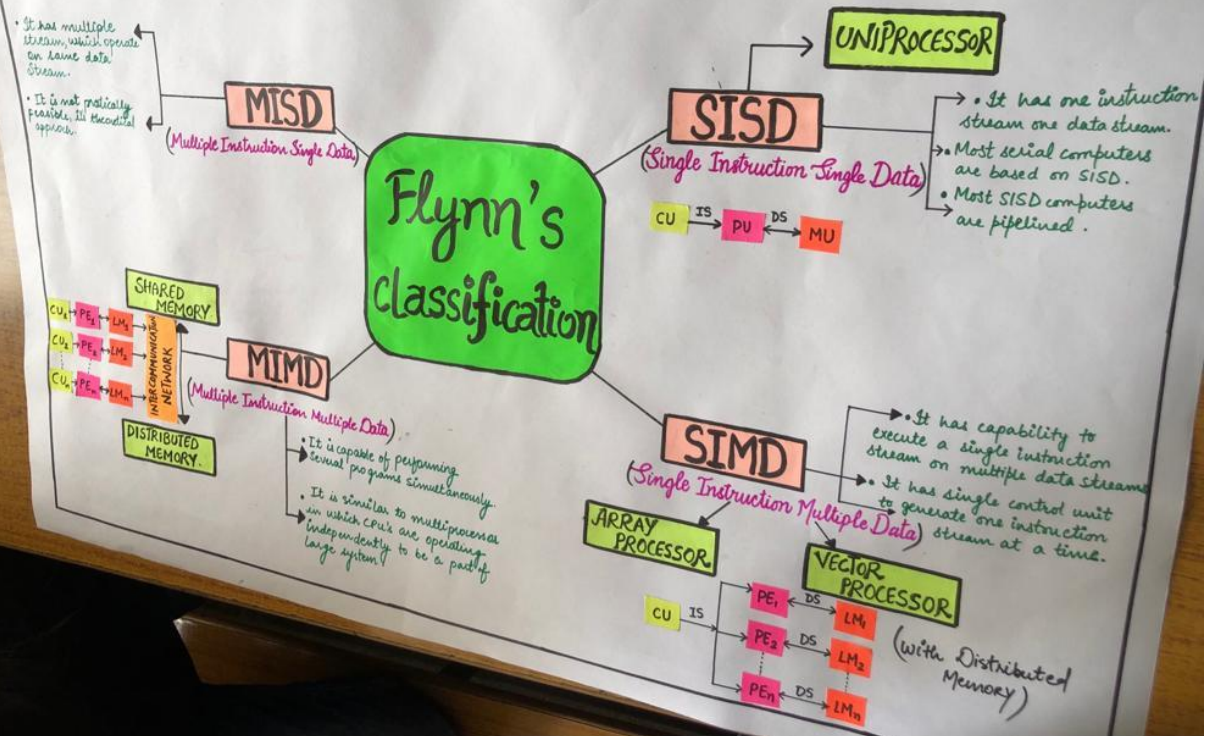 Flynn's
classification
MISD
(Multiple Instruction Single Data)
• It has multiple
stream, which operate
on same data
stream.
• It is not pratically
feasible, its theoritical
approach.
UNIPROCESSOR
SISD
(Single Instruction Single Data)
• It has one instruction
stream one data stream.
• Most serial computers
are based on SISD.
• Most SISD computers
are pipelined.
CU IS PU DS MU
SHARED
MEMORY
CU1 PE1 LM1
CU2 PE2 LM2
CUn PEn LMn
INTERCOMMUNICATION
NETWORK
DISTRIBUTED
MEMORY.
MIMD
(Multiple Instruction Multiple Data)
• It is capable of performing
several programs simultaneously.
• It is similar to multiprocessor
in which CPU's are operating
independently to be a part of
large system
SIMD
(Single Instruction Multiple Data)
• It has capability to
execute a single instruction
stream on multiple data streams
• It has single control unit
to generate one instruction
stream at a time.
ARRAY
PROCESSOR
VECTOR
PROCESSOR
(with Distributed
Memory)
CU IS
PE1 DS LM1
PE2 DS LM2
PEn DS LMn